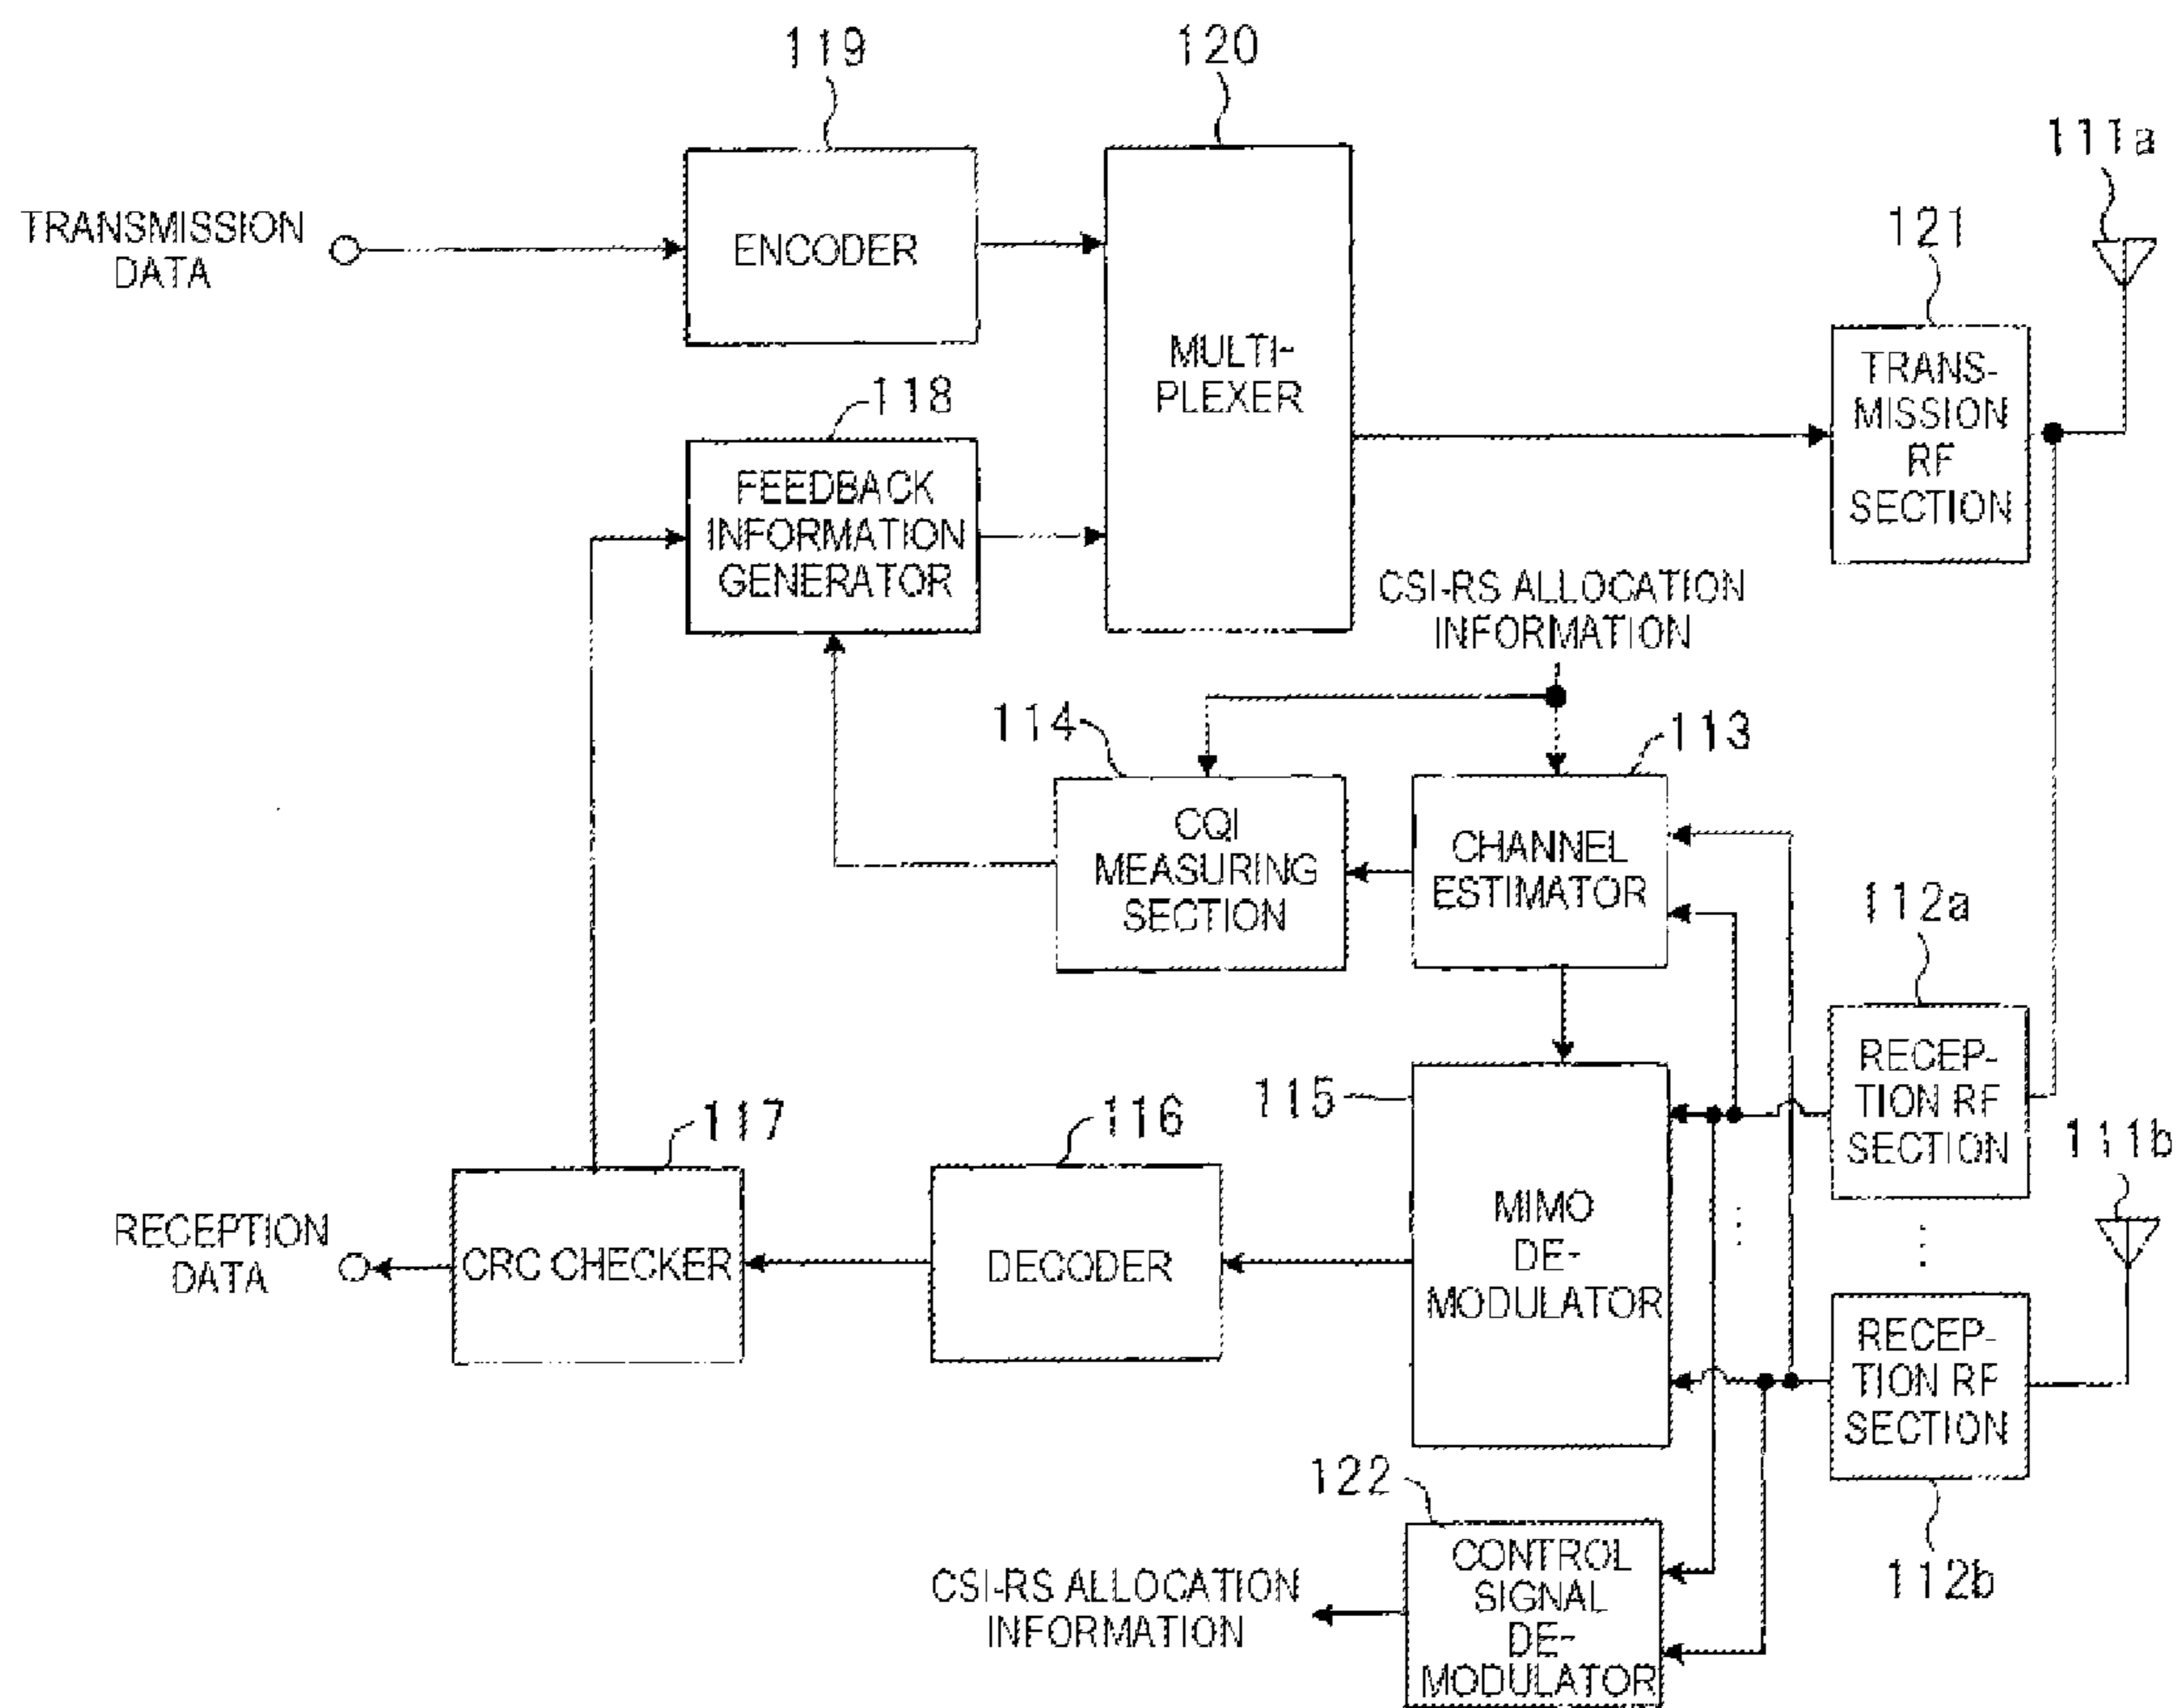 119
120
111a
TRANSMISSION
DATA
ENCODER
MULTI-
PLEXER
121
TRANS-
MISSION
RF
SECTION
118
FEEDBACK
INFORMATION
GENERATOR
CSI-RS ALLOCATION
INFORMATION
114
113
CQI
MEASURING
SECTION
CHANNEL
ESTIMATOR
112a
RECEP-
TION RF
SECTION
115
116
117
111b
RECEPTION
DATA
CRC CHECKER
DECODER
MIMO
DE-
MODULATOR
RECEP-
TION RF
SECTION
112b
122
CONTROL
SIGNAL
DE-
MODULATOR
CSI-RS ALLOCATION
INFORMATION